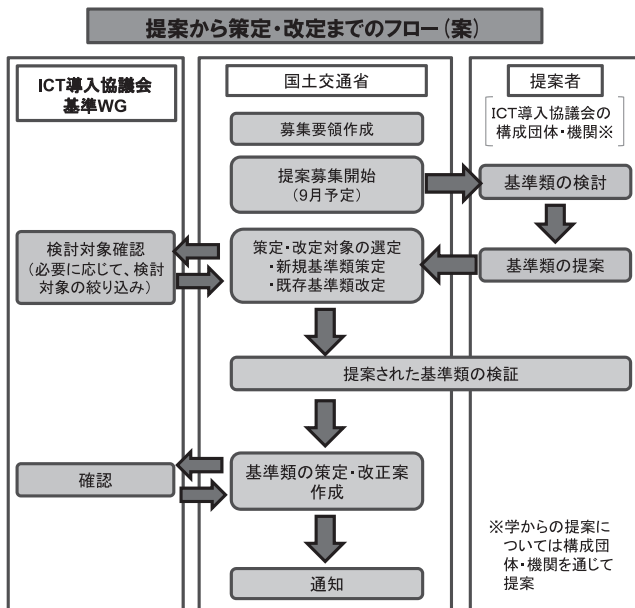 提案から策定・改定までのフロー(案)
ICT導入協議会
基準WG
国土交通省
提案者
ICT導入協議会の
構成団体・機関※
募集要領作成
提案募集開始
(9月予定)
基準類の検討
検討対象確認
(必要に応じて、検討
対象の絞り込み)
策定・改定対象の選定
・新規基準類策定
・既存基準類改定
基準類の提案
提案された基準類の検証
確認
基準類の策定・改正案
作成
通知
※学からの提案に
ついては構成団
体・機関を通じて
提案